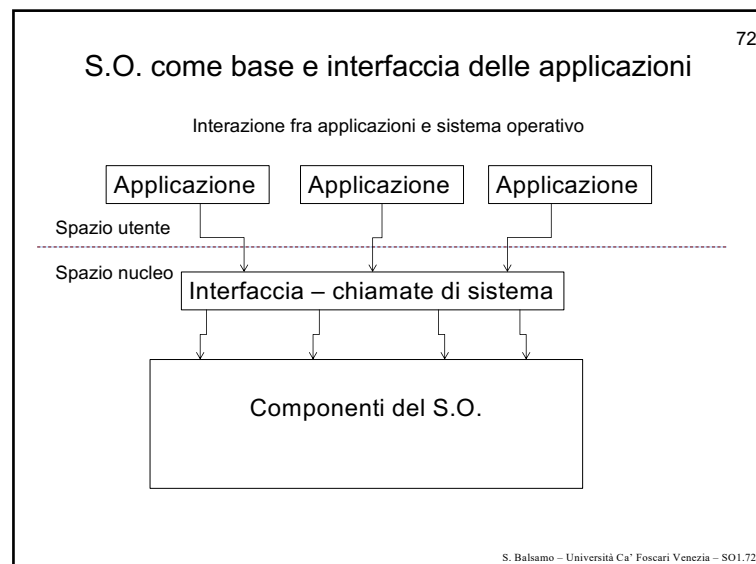 72
S.O. come base e interfaccia delle applicazioni
Interazione fra applicazioni e sistema operativo
Applicazione Applicazione Applicazione
Spazio utente
Spazio nucleo
Interfaccia – chiamate di sistema
Componenti del S.O.
S. Balsamo – Università Ca' Foscari Venezia – SO1.72